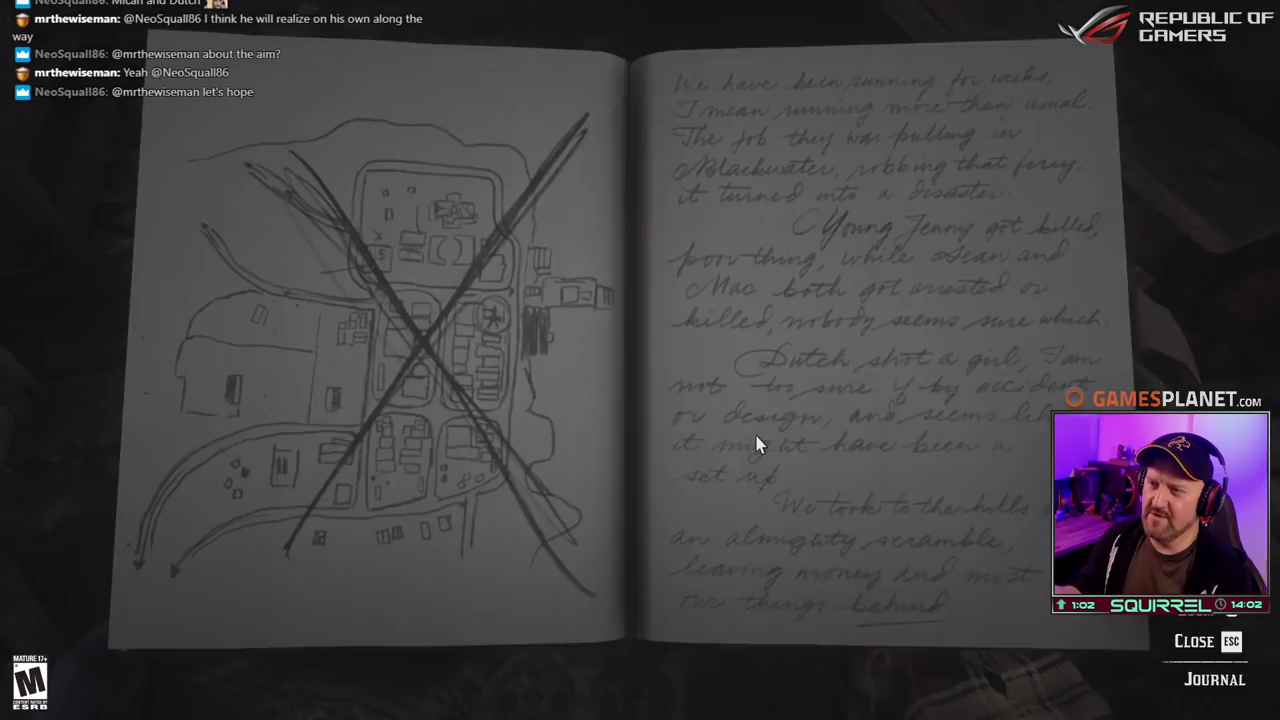 NeoSquall86: Mican and Dutch
mrthewiseman: @NeoSquall86 I think he will realize on his own along the
way
NeoSquall86: @mrthewiseman about the aim?
mrthewiseman: Yeah @NeoSquall86
NeoSquall86: @mrthewiseman let's hope
REPUBLIC OF
GAMERS
We have been running for weeks.
I mean running more than usual.
The job they was pulling in
Blackwater, robbing that ferry,
it turned into a disaster.
Young Jenny got killed,
poor thing, while Sean and
Mac both got arrested or
killed, nobody seems sure which.
Dutch shot a girl, I am
not too sure if by accident
or design, and seems like
it might have been a
set up
We took to the hills
an almighty scramble,
leaving money and most
our things behind.
GAMESPLANET.com
1:02 SQUIRREL 14:02
CLOSE ESC
JOURNAL
MATURE 17+
M
ESRB